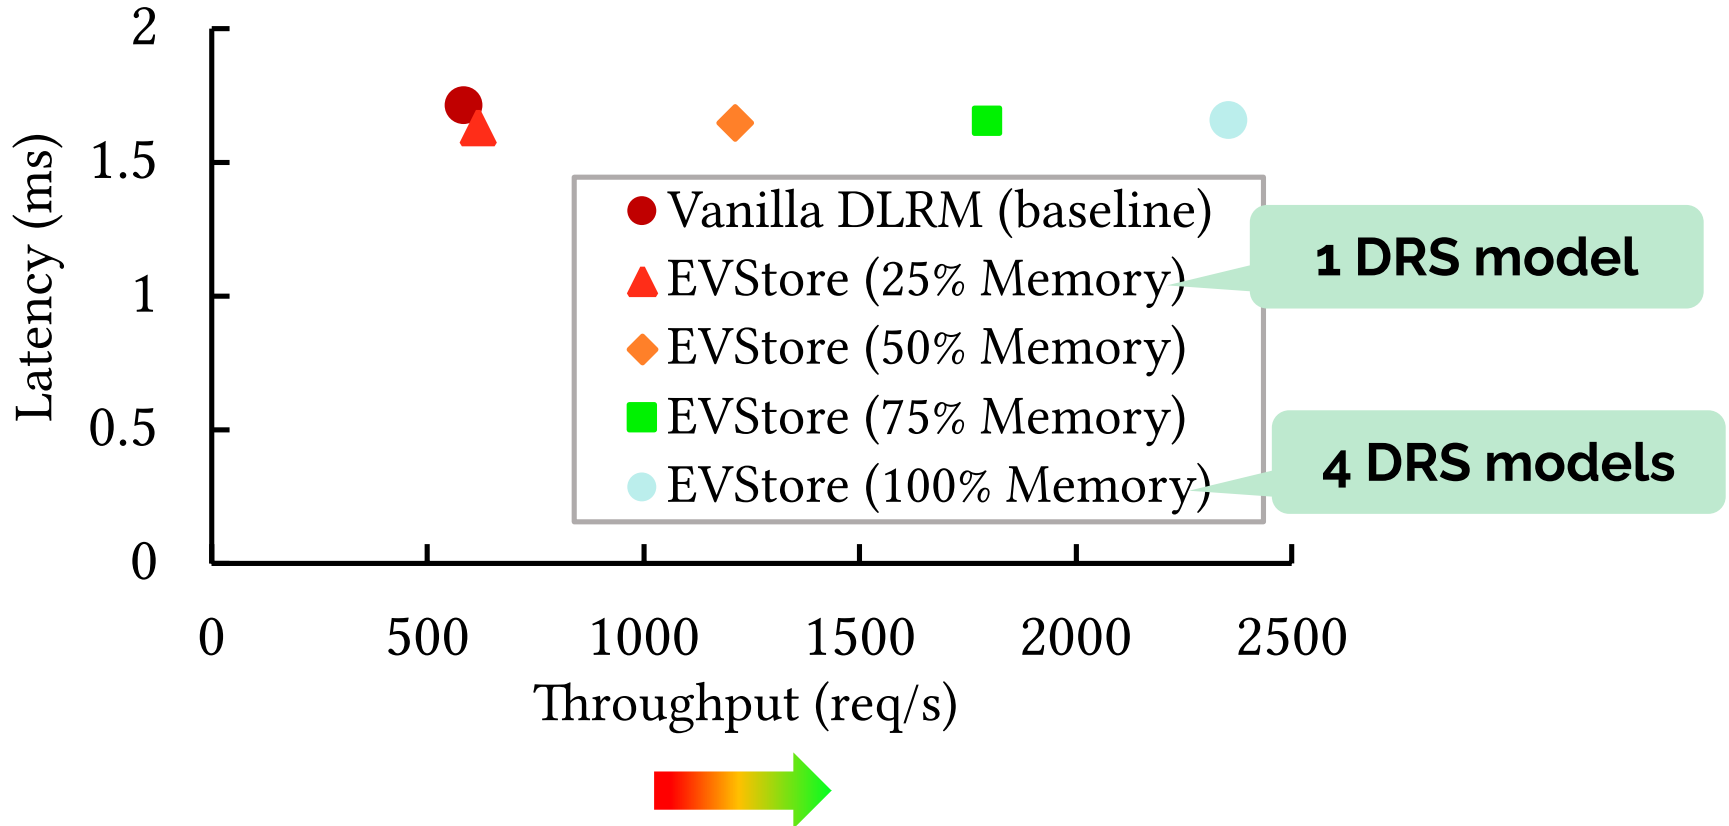 2
1.5
1
0.5
0
Latency (ms)
Vanilla DLRM (baseline)
EVStore (25% Memory)
EVStore (50% Memory)
EVStore (75% Memory)
EVStore (100% Memory)
1 DRS model
4 DRS models
0 500 1000 1500 2000 2500
Throughput (req/s)